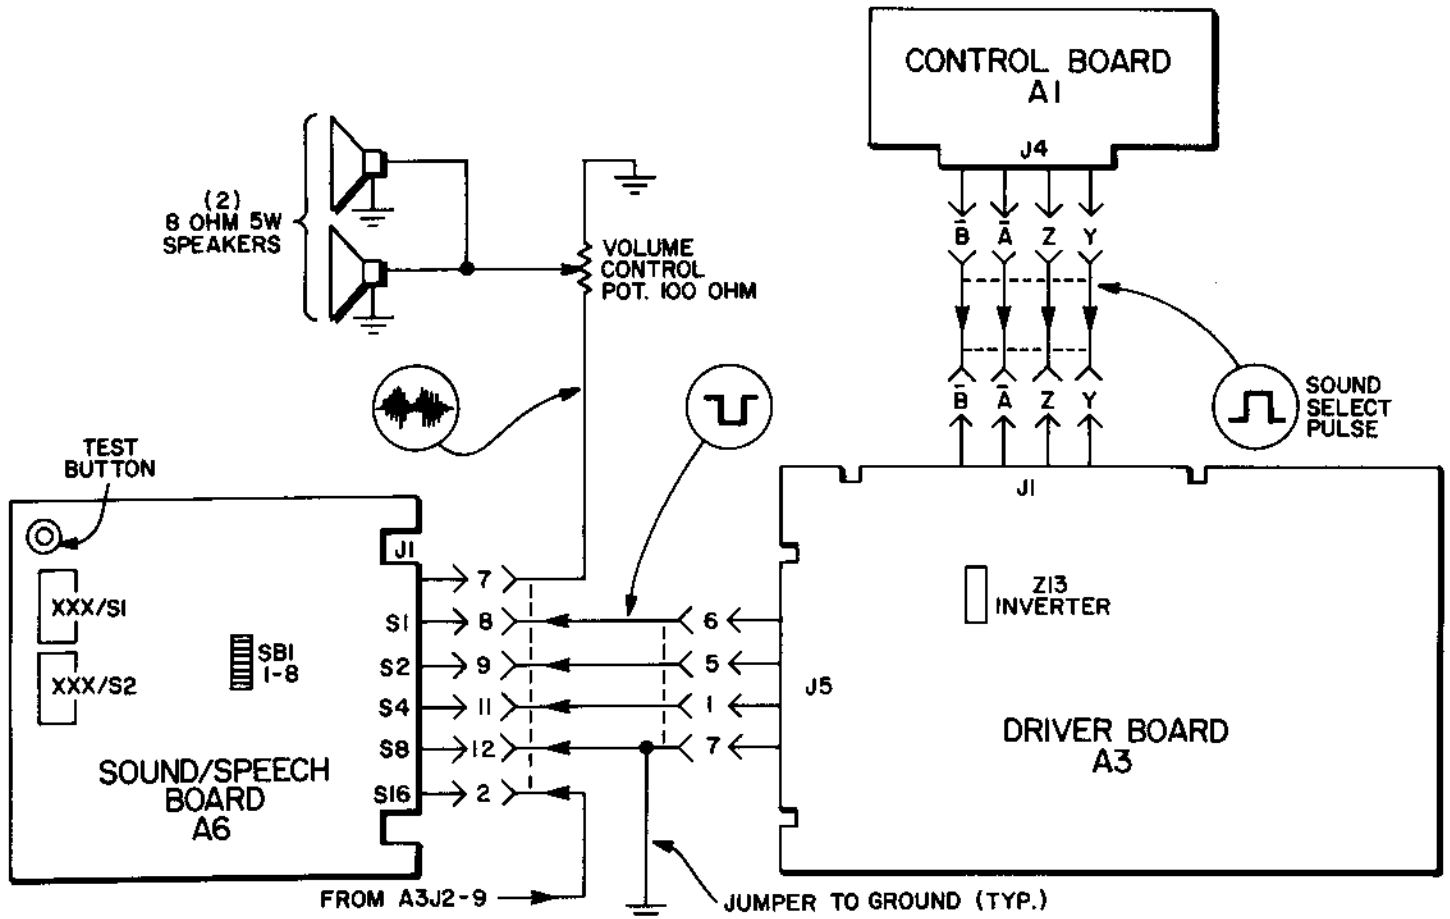 CONTROL BOARD
A1
J4
B̅ A̅ Z Y
(2)
8 OHM 5W
SPEAKERS
VOLUME
CONTROL
POT. 100 OHM
B̅ A̅ Z Y
SOUND
SELECT
PULSE
TEST
BUTTON
J1
J1
7
S1 8 6
S2 9 5
S4 11 1
S8 12 7
S16 2
J5
XXX/S1
XXX/S2
SB1
1-8
Z13
INVERTER
SOUND/SPEECH
BOARD
A6
DRIVER BOARD
A3
FROM A3J2-9
JUMPER TO GROUND (TYP.)